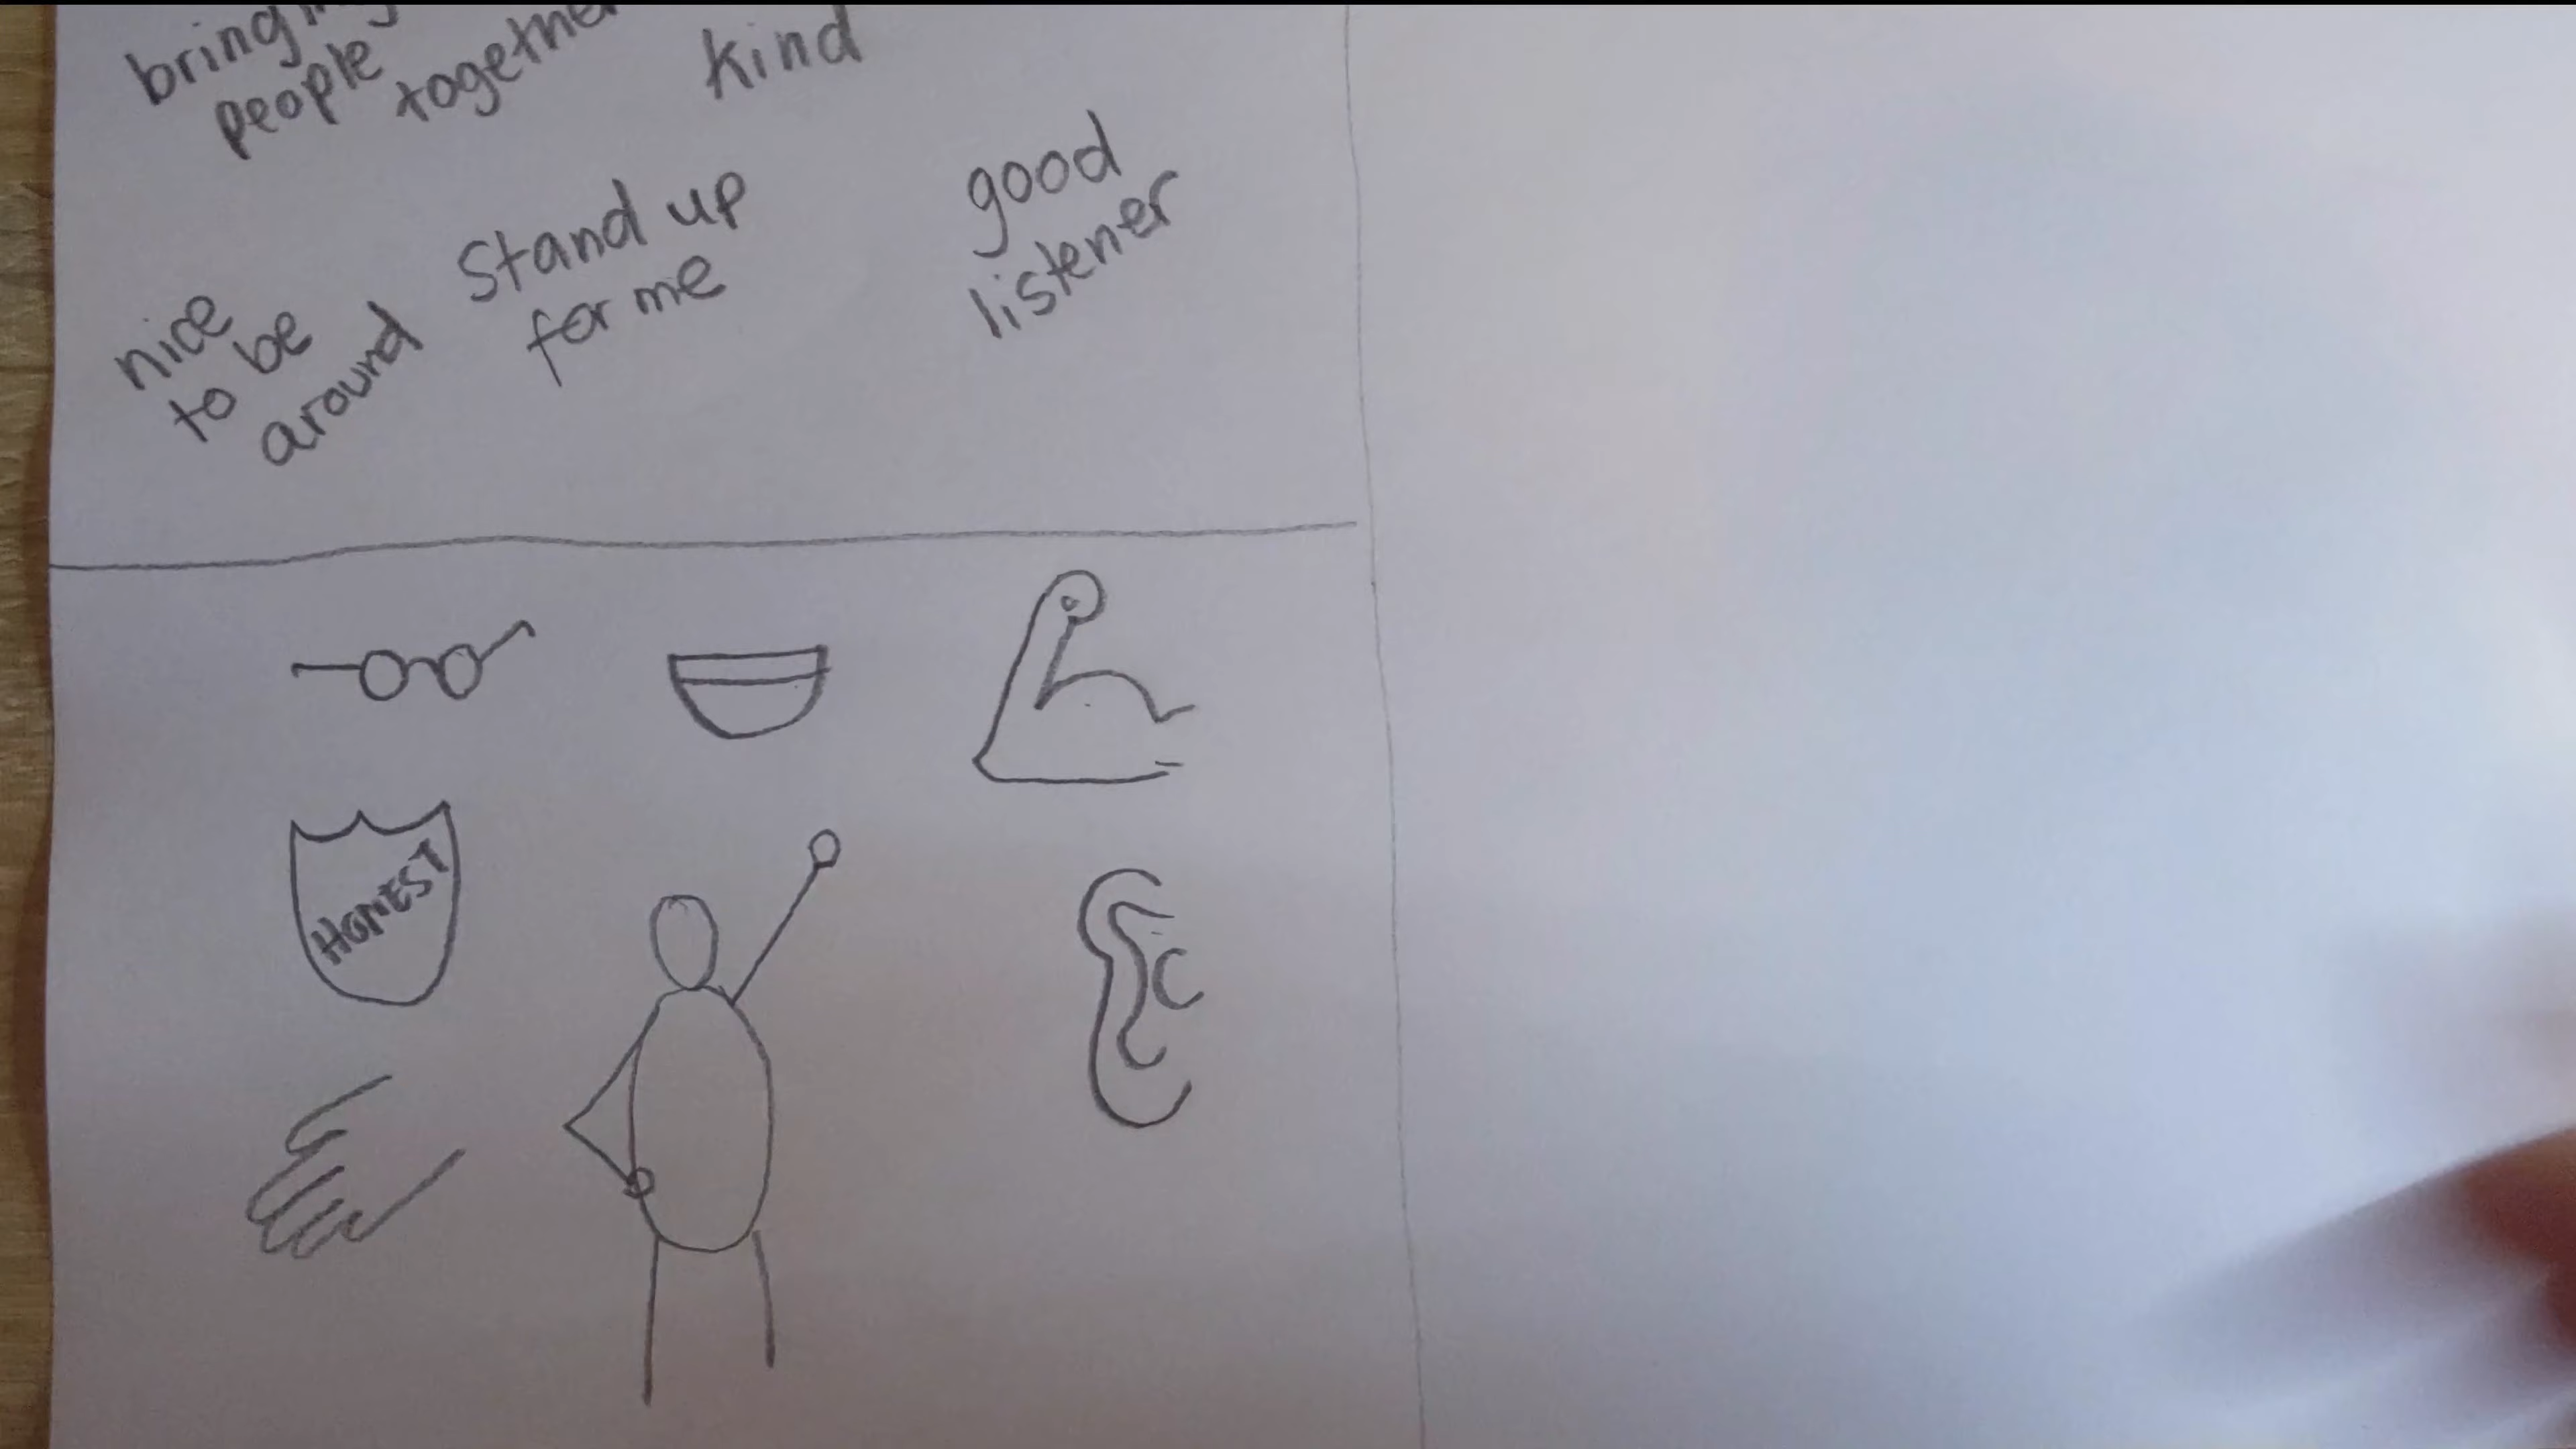 people
kind
nice
to be
around
Stand up
for me
good
listener
HONEST